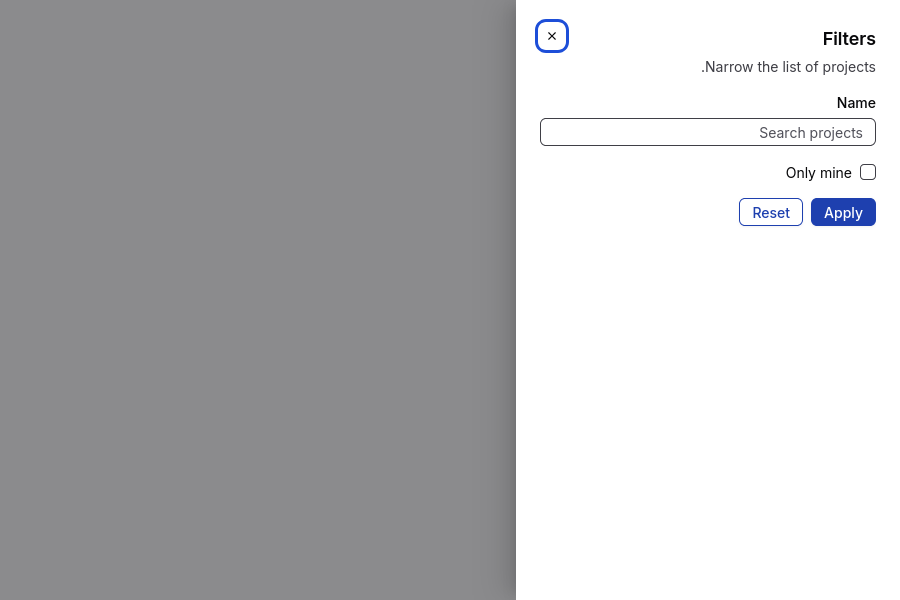 Filters
.Narrow the list of projects
Name
Search projects
Only mine
Apply
Reset